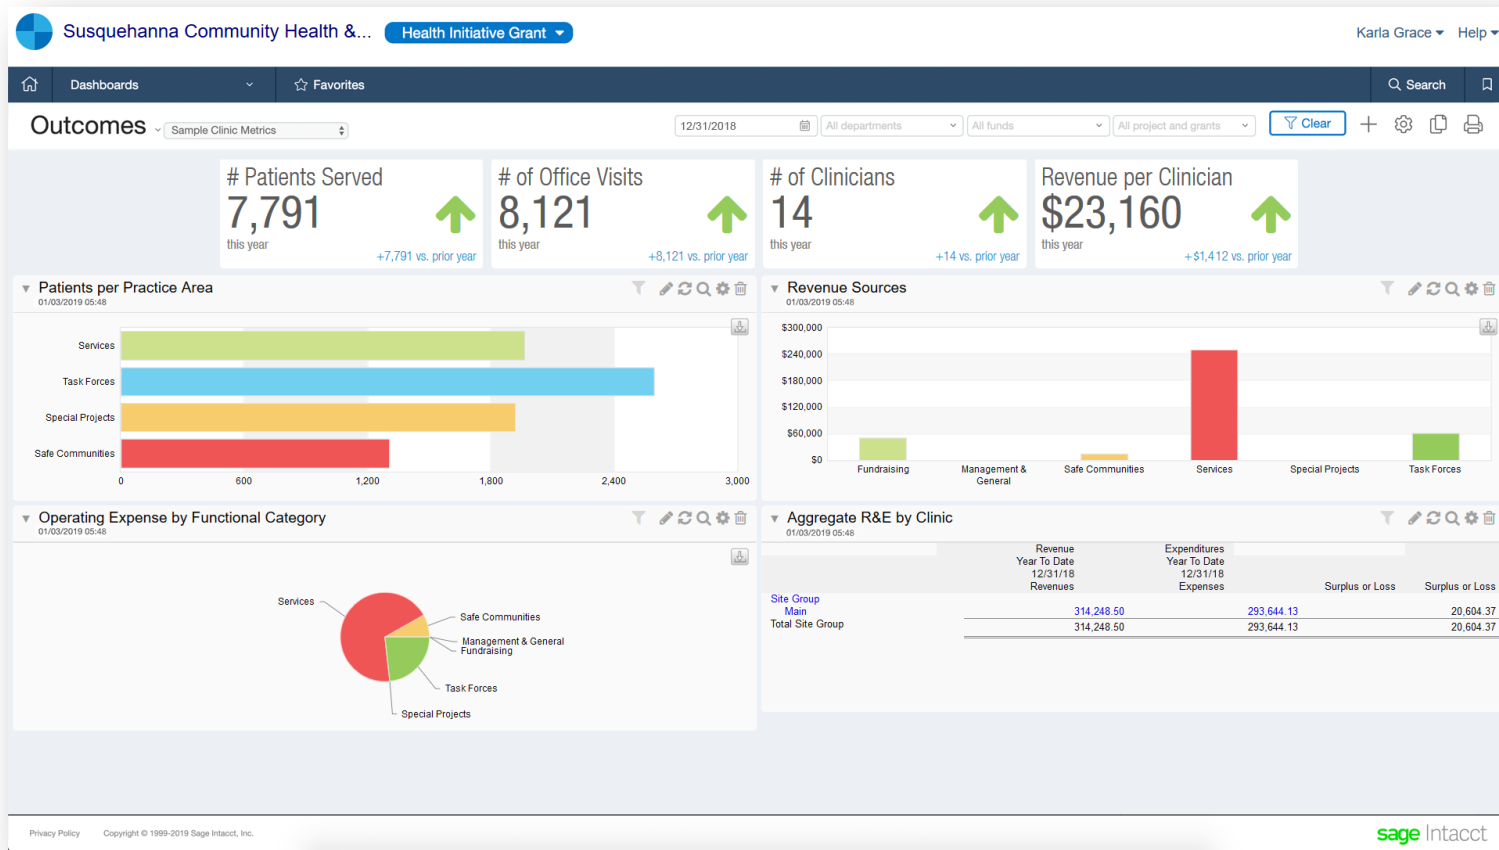 Susquehanna Community Health &...
Health Initiative Grant
Karla Grace
Help
Dashboards
Favorites
Search
Outcomes
Sample Clinic Metrics
12/31/2018
All departments
All funds
All project and grants
Clear
# Patients Served
7,791
this year
+7,791 vs. prior year
# of Office Visits
8,121
this year
+8,121 vs. prior year
# of Clinicians
14
this year
+14 vs. prior year
Revenue per Clinician
$23,160
this year
+$1,412 vs. prior year
Patients per Practice Area
01/03/2019 05:48
Services
Task Forces
Special Projects
Safe Communities
0 600 1,200 1,800 2,400 3,000
Revenue Sources
01/03/2019 05:48
$300,000
$240,000
$180,000
$120,000
$60,000
$0
Fundraising Management & Safe Communities Services Special Projects Task Forces
General
Operating Expense by Functional Category
01/03/2019 05:48
Services
Safe Communities
Management & General
Fundraising
Task Forces
Special Projects
Aggregate R&E by Clinic
01/03/2019 05:48
Revenue Expenditures
Year To Date Year To Date
12/31/18 12/31/18
Revenues Expenses Surplus or Loss Surplus or Loss
Site Group
Main 314,248.50 293,644.13 20,604.37
Total Site Group 314,248.50 293,644.13 20,604.37
Privacy Policy Copyright © 1999-2019 Sage Intacct, Inc.
sage Intacct